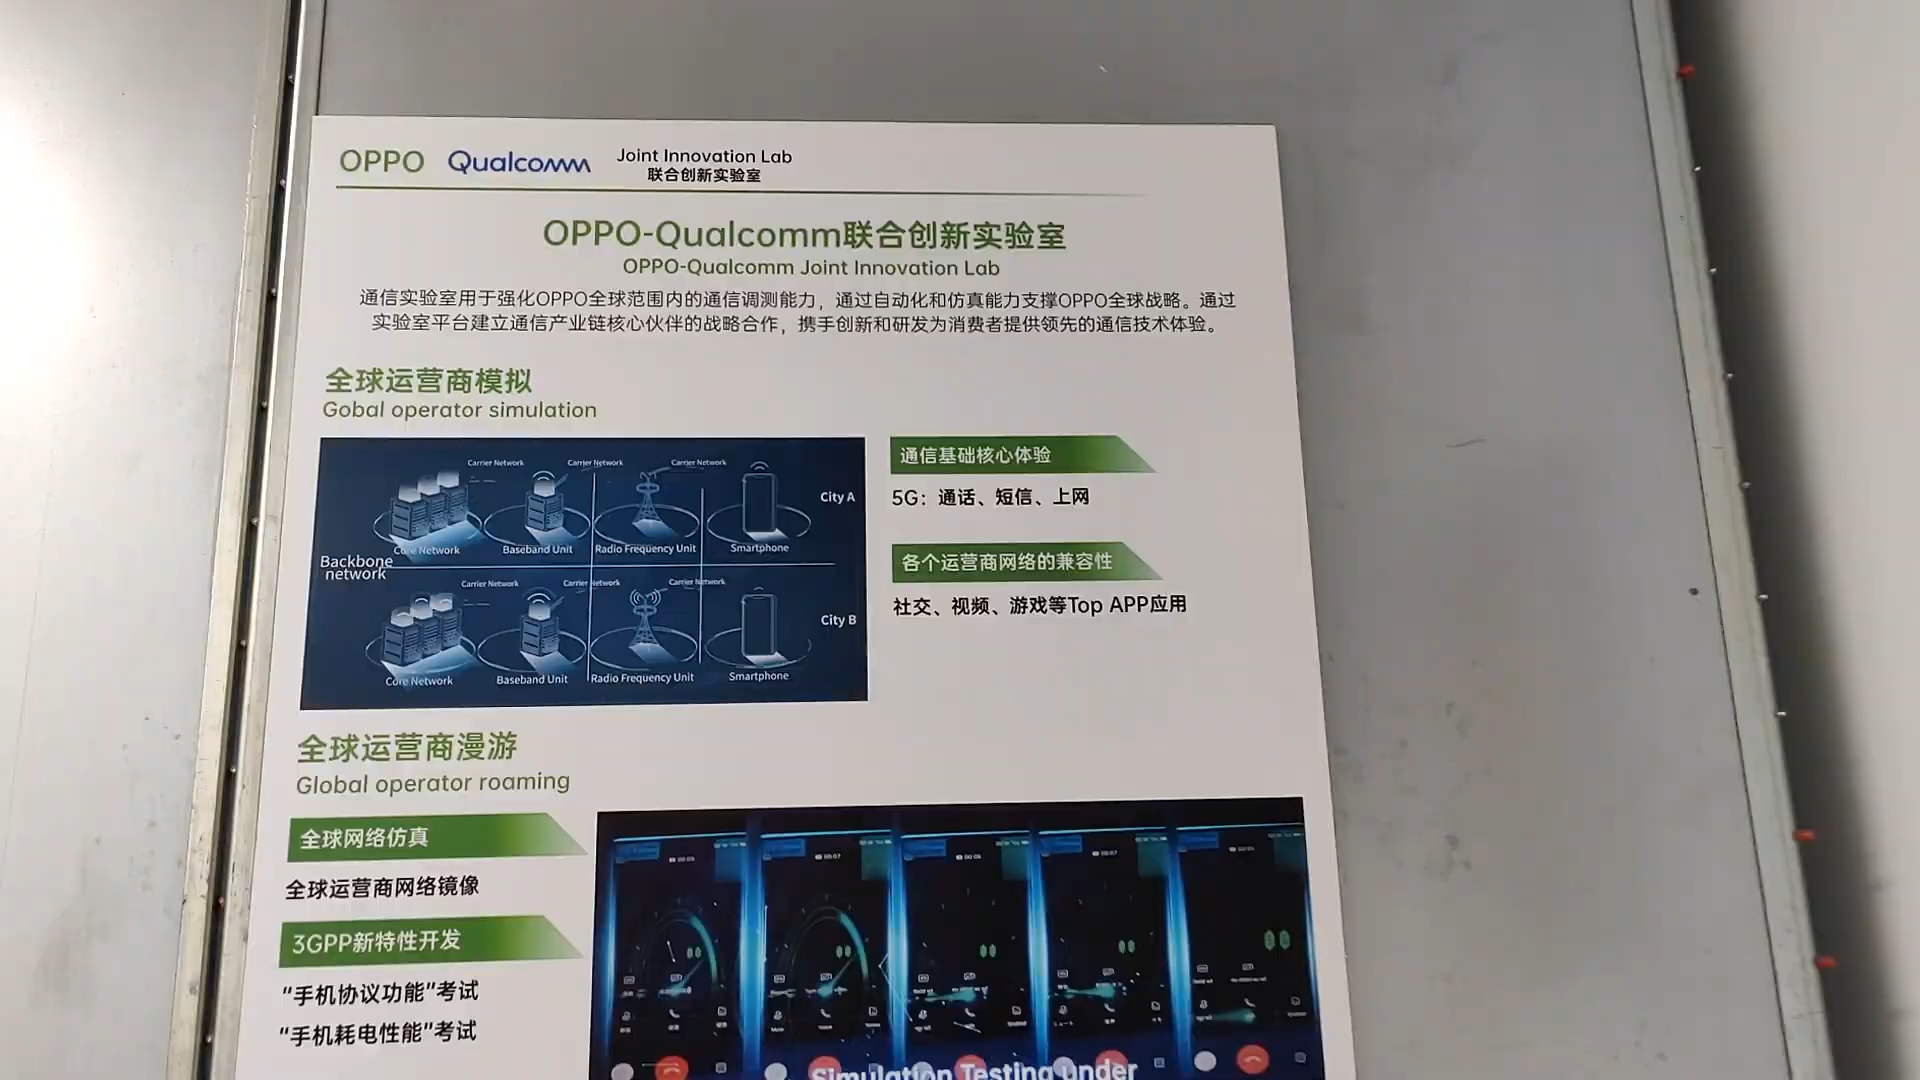 OPPO Qualcomm Joint Innovation Lab
联合创新实验室
OPPO-Qualcomm联合创新实验室
OPPO-Qualcomm Joint Innovation Lab
通信实验室用于强化OPPO全球范围内的通信调测能力，通过自动化和仿真能力支撑OPPO全球战略。通过
实验室平台建立通信产业链核心伙伴的战略合作，携手创新和研发为消费者提供领先的通信技术体验。
全球运营商模拟
Gobal operator simulation
Carrier Network Carrier Network Carrier Network
City A
Core Network Baseband Unit Radio Frequency Unit Smartphone
Backbone
network
Carrier Network Carrier Network Carrier Network
City B
Core Network Baseband Unit Radio Frequency Unit Smartphone
通信基础核心体验
5G：通话、短信、上网
各个运营商网络的兼容性
社交、视频、游戏等Top APP应用
全球运营商漫游
Global operator roaming
全球网络仿真
全球运营商网络镜像
3GPP新特性开发
“手机协议功能”考试
“手机耗电性能”考试
Simulation Testing under